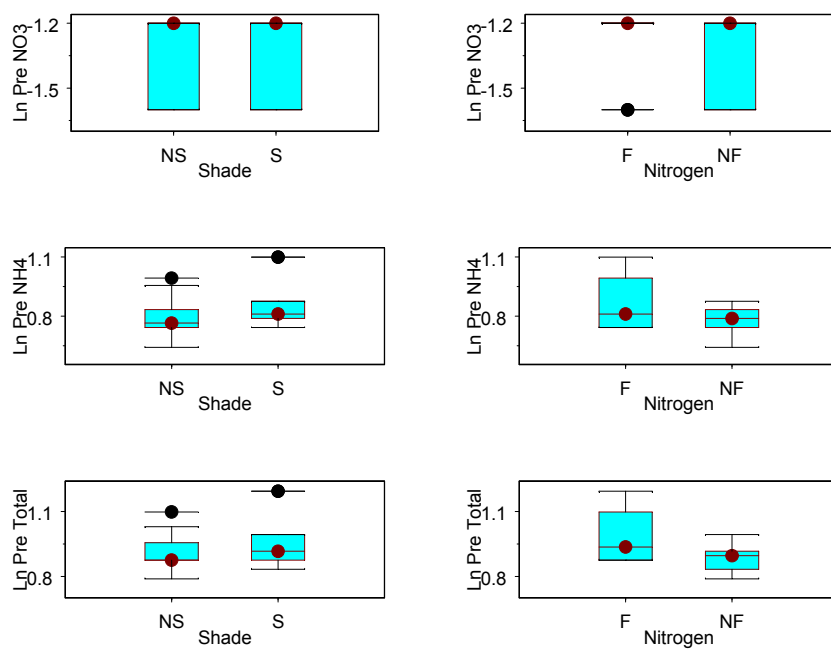 Ln Pre NO3
-1.2
-1.5
NS S
Shade
Ln Pre NO3
-1.2
-1.5
F NF
Nitrogen
Ln Pre NH4
1.1
0.8
NS S
Shade
Ln Pre NH4
1.1
0.8
F NF
Nitrogen
Ln Pre Total
1.1
0.8
NS S
Shade
Ln Pre Total
1.1
0.8
F NF
Nitrogen